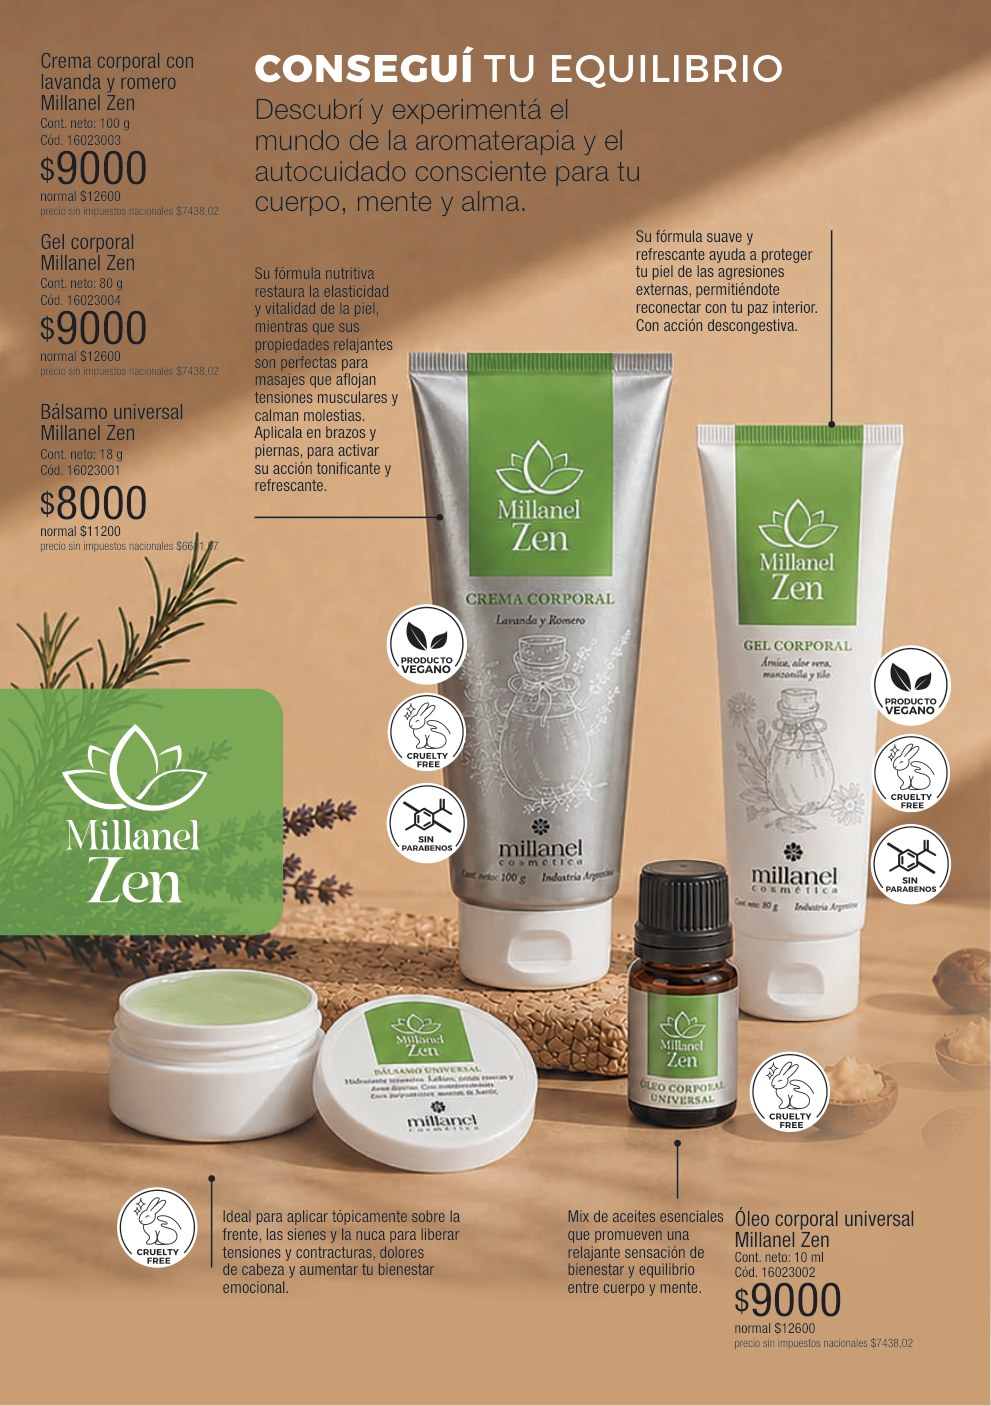 Crema corporal con
lavanda y romero
Millanel Zen
Cont. neto: 100 g
Cód. 16023003
$9000
normal $12600
precio sin impuestos nacionales $7438,02
Gel corporal
Millanel Zen
Cont. neto: 80 g
Cód. 16023004
$9000
normal $12600
precio sin impuestos nacionales $7438,02
Bálsamo universal
Millanel Zen
Cont. neto: 18 g
Cód. 16023001
$8000
normal $11200
precio sin impuestos nacionales
CONSEGUÍ TU EQUILIBRIO
Descubrí y experimentá el
mundo de la aromaterapia y el
autocuidado consciente para tu
cuerpo, mente y alma.
Su fórmula nutritiva
restaura la elasticidad
y vitalidad de la piel,
mientras que sus
propiedades relajantes
son perfectas para
masajes que aflojan
tensiones musculares y
calman molestias.
Aplicala en brazos y
piernas, para activar
su acción tonificante y
refrescante.
Su fórmula suave y
refrescante ayuda a proteger
tu piel de las agresiones
externas, permitiéndote
reconectar con tu paz interior.
Con acción descongestiva.
Millanel
Zen
CREMA CORPORAL
Lavanda y Romero
millanel
cosmética
Cont. neto: 100 g Industria Argentina
PRODUCTO
VEGANO
CRUELTY
FREE
SIN
PARABENOS
Millanel
Zen
GEL CORPORAL
Árnica, aloe vera,
manzanilla y tilo
millanel
cosmética
Cont. neto: 80 g Industria Argentina
PRODUCTO
VEGANO
CRUELTY
FREE
SIN
PARABENOS
Millanel
Zen
Millanel
Zen
BÁLSAMO UNIVERSAL
millanel
cosmética
Millanel
Zen
ÓLEO CORPORAL
UNIVERSAL
CRUELTY
FREE
CRUELTY
FREE
Ideal para aplicar tópicamente sobre la
frente, las sienes y la nuca para liberar
tensiones y contracturas, dolores
de cabeza y aumentar tu bienestar
emocional.
Mix de aceites esenciales
que promueven una
relajante sensación de
bienestar y equilibrio
entre cuerpo y mente.
Óleo corporal universal
Millanel Zen
Cont. neto: 10 ml
Cód. 16023002
$9000
normal $12600
precio sin impuestos nacionales $7438,02